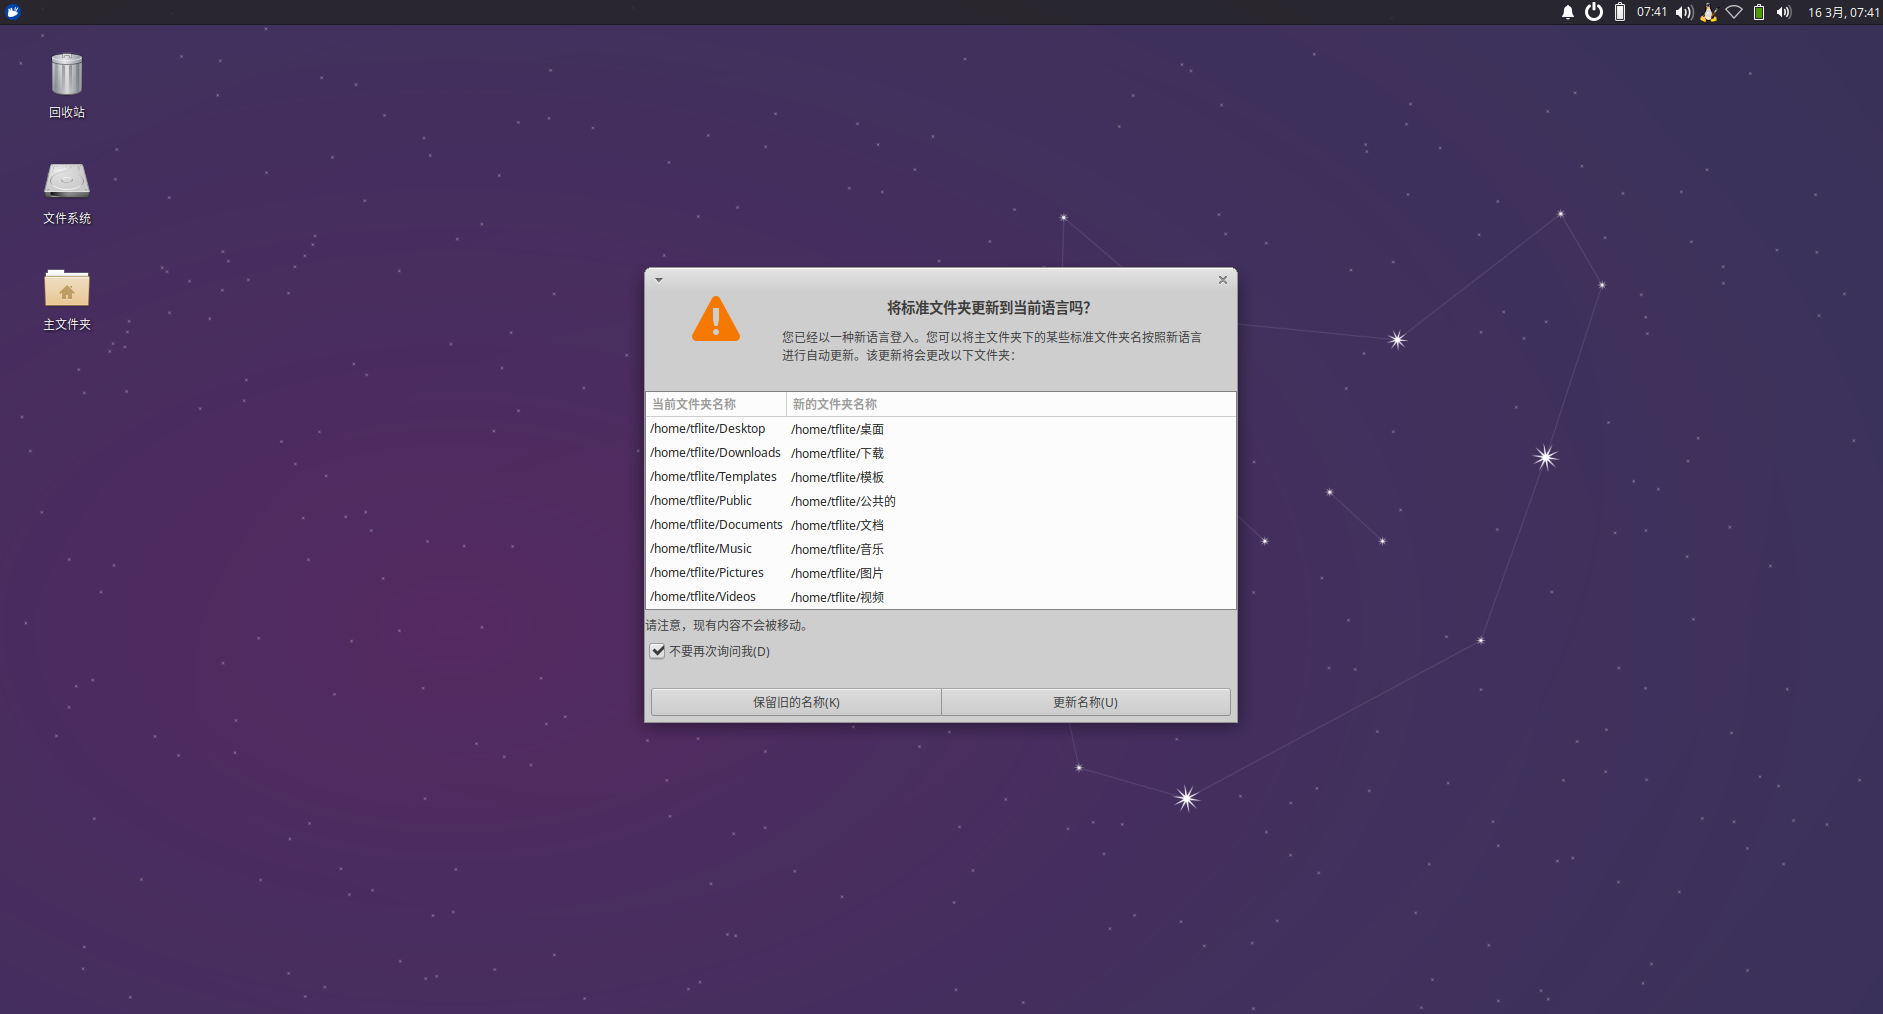 07:41
16 3月, 07:41
回收站
文件系统
主文件夹
将标准文件夹更新到当前语言吗?
您已经以一种新语言登入。您可以将主文件夹下的某些标准文件夹名按照新语言
进行自动更新。该更新将会更改以下文件夹:
当前文件夹名称 新的文件夹名称
/home/tflite/Desktop /home/tflite/桌面
/home/tflite/Downloads /home/tflite/下载
/home/tflite/Templates /home/tflite/模板
/home/tflite/Public /home/tflite/公共的
/home/tflite/Documents /home/tflite/文档
/home/tflite/Music /home/tflite/音乐
/home/tflite/Pictures /home/tflite/图片
/home/tflite/Videos /home/tflite/视频
请注意，现有内容不会被移动。
不要再次询问我(D)
保留旧的名称(K) 更新名称(U)